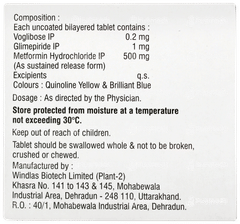 Composition :
Each uncoated bilayered tablet contains :
Voglibose IP 0.2 mg
Glimepiride IP 1 mg
Metformin Hydrochloride IP 500 mg
(As sustained release form)
Excipients q.s.
Colours : Quinoline Yellow & Brilliant Blue
Dosage : As directed by the Physician.
Store protected from moisture at a temperature
not exceeding 30°C.
Keep out of reach of children.
Tablet should be swallowed whole & not to be broken,
crushed or chewed.
Manufactured by :
Windlas Biotech Limited (Plant-2)
Khasra No. 141 to 143 & 145, Mohabewala
Industrial Area, Dehradun - 248 110, Uttarakhand.
R.O. : 40/1, Mohabewala Industrial Area, Dehradun.